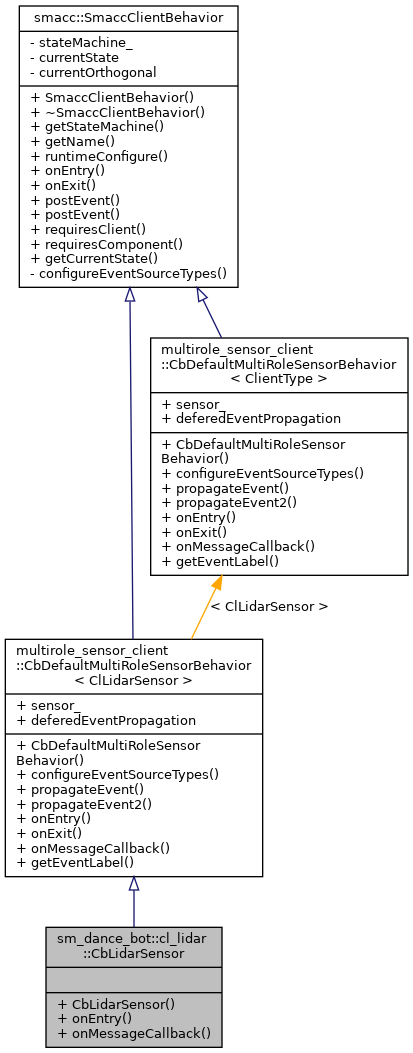 smacc::SmaccClientBehavior
- stateMachine_
- currentState
- currentOrthogonal
+ SmaccClientBehavior()
+ ~SmaccClientBehavior()
+ getStateMachine()
+ getName()
+ runtimeConfigure()
+ onEntry()
+ onExit()
+ postEvent()
+ postEvent()
+ requiresClient()
+ requiresComponent()
+ getCurrentState()
- configureEventSourceTypes()
multirole_sensor_client
::CbDefaultMultiRoleSensorBehavior
< ClientType >
+ sensor_
+ deferedEventPropagation
+ CbDefaultMultiRoleSensor
Behavior()
+ configureEventSourceTypes()
+ propagateEvent()
+ propagateEvent2()
+ onEntry()
+ onExit()
+ onMessageCallback()
+ getEventLabel()
< ClLidarSensor >
multirole_sensor_client
::CbDefaultMultiRoleSensorBehavior
< ClLidarSensor >
+ sensor_
+ deferedEventPropagation
+ CbDefaultMultiRoleSensor
Behavior()
+ configureEventSourceTypes()
+ propagateEvent()
+ propagateEvent2()
+ onEntry()
+ onExit()
+ onMessageCallback()
+ getEventLabel()
sm_dance_bot::cl_lidar
::CbLidarSensor
+ CbLidarSensor()
+ onEntry()
+ onMessageCallback()